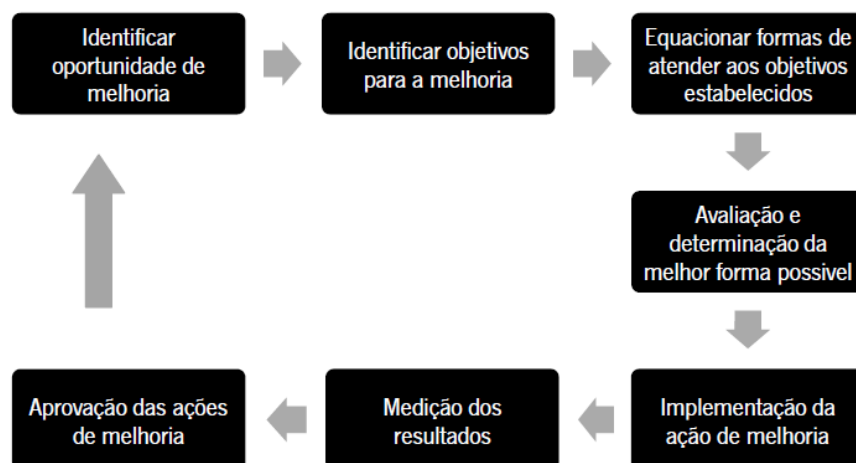 Identificar
oportunidade de
melhoria
Identificar objetivos
para a melhoria
Equacionar formas de
atender aos objetivos
estabelecidos
Avaliação e
determinação da
melhor forma possivel
Implementação da
ação de melhoria
Medição dos
resultados
Aprovação das ações
de melhoria